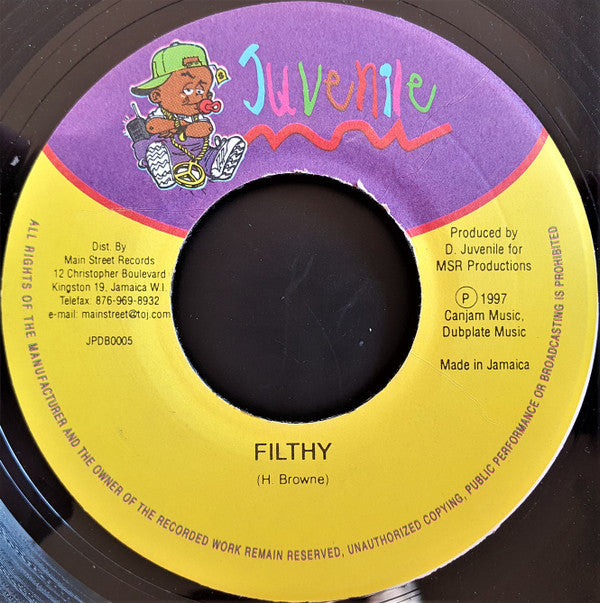 Juvenile
Dist. By
Main Street Records
12 Christopher Boulevard
Kingston 19, Jamaica W.I.
Telefax: 876-969-8932
e-mail: mainstreet@toj.com
JPDB0005
Produced by
D. Juvenile for
MSR Productions
℗ 1997
Canjam Music,
Dubplate Music
Made in Jamaica
FILTHY
(H. Browne)
ALL RIGHTS OF THE MANUFACTURER AND THE OWNER OF THE RECORDED WORK REMAIN RESERVED, UNAUTHORIZED COPYING, PUBLIC PERFORMANCE OR BROADCASTING IS PROHIBITED